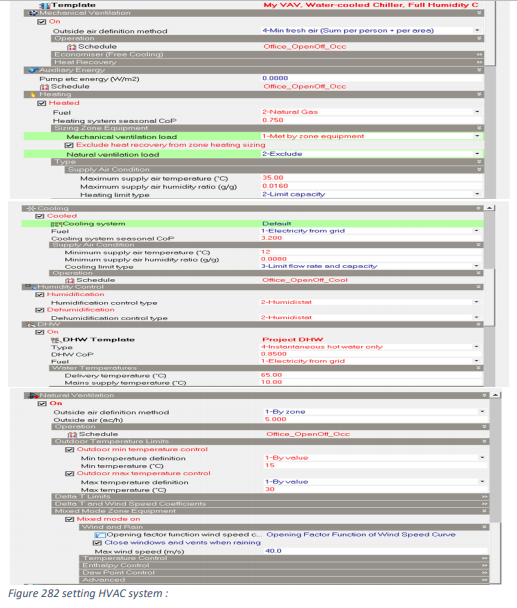 Template My VAV, Water-cooled Chiller, Full Humidity C
Mechanical Ventilation
On
Outside air definition method 4-Min fresh air (Sum per person + per area)
Operation
Schedule Office_OpenOff_Occ
Economiser (Free Cooling)
Heat Recovery
Auxiliary Energy
Pump etc energy (W/m2) 0.0000
Schedule Office_OpenOff_Occ
Heating
Heated
Fuel 2-Natural Gas
Heating system seasonal CoP 0.750
Sizing Zone Equipment
Mechanical ventilation load 1-Met by zone equipment
Exclude heat recovery from zone heating sizing
Natural ventilation load 2-Exclude
Type
Supply Air Condition
Maximum supply air temperature (°C) 35.00
Maximum supply air humidity ratio (g/g) 0.0160
Heating limit type 2-Limit capacity
Cooling
Cooled
Cooling system Default
Fuel 1-Electricity from grid
Cooling system seasonal CoP 3.200
Supply Air Condition
Minimum supply air temperature (°C) 12
Minimum supply air humidity ratio (g/g) 0.0080
Cooling limit type 3-Limit flow rate and capacity
Operation
Schedule Office_OpenOff_Cool
Humidity Control
Humidification
Humidification control type 2-Humidistat
Dehumidification
Dehumidification control type 2-Humidistat
DHW
On
DHW Template Project DHW
Type 4-Instantaneous hot water only
DHW CoP 0.8500
Fuel 1-Electricity from grid
Water Temperatures
Delivery temperature (°C) 65.00
Mains supply temperature (°C) 10.00
Natural Ventilation
On
Outside air definition method 1-By zone
Outside air (ac/h) 5.000
Operation
Schedule Office_OpenOff_Occ
Outdoor Temperature Limits
Outdoor min temperature control
Min temperature definition 1-By value
Min temperature (°C) 15
Outdoor max temperature control
Max temperature definition 1-By value
Max temperature (°C) 30
Delta T Limits
Delta T and Wind Speed Coefficients
Mixed Mode Zone Equipment
Mixed mode on
Wind and Rain
Opening factor function wind speed c... Opening Factor Function of Wind Speed Curve
Close windows and vents when raining
Max wind speed (m/s) 40.0
Temperature Control
Enthalpy Control
Dew Point Control
Advanced
Figure 282 setting HVAC system :